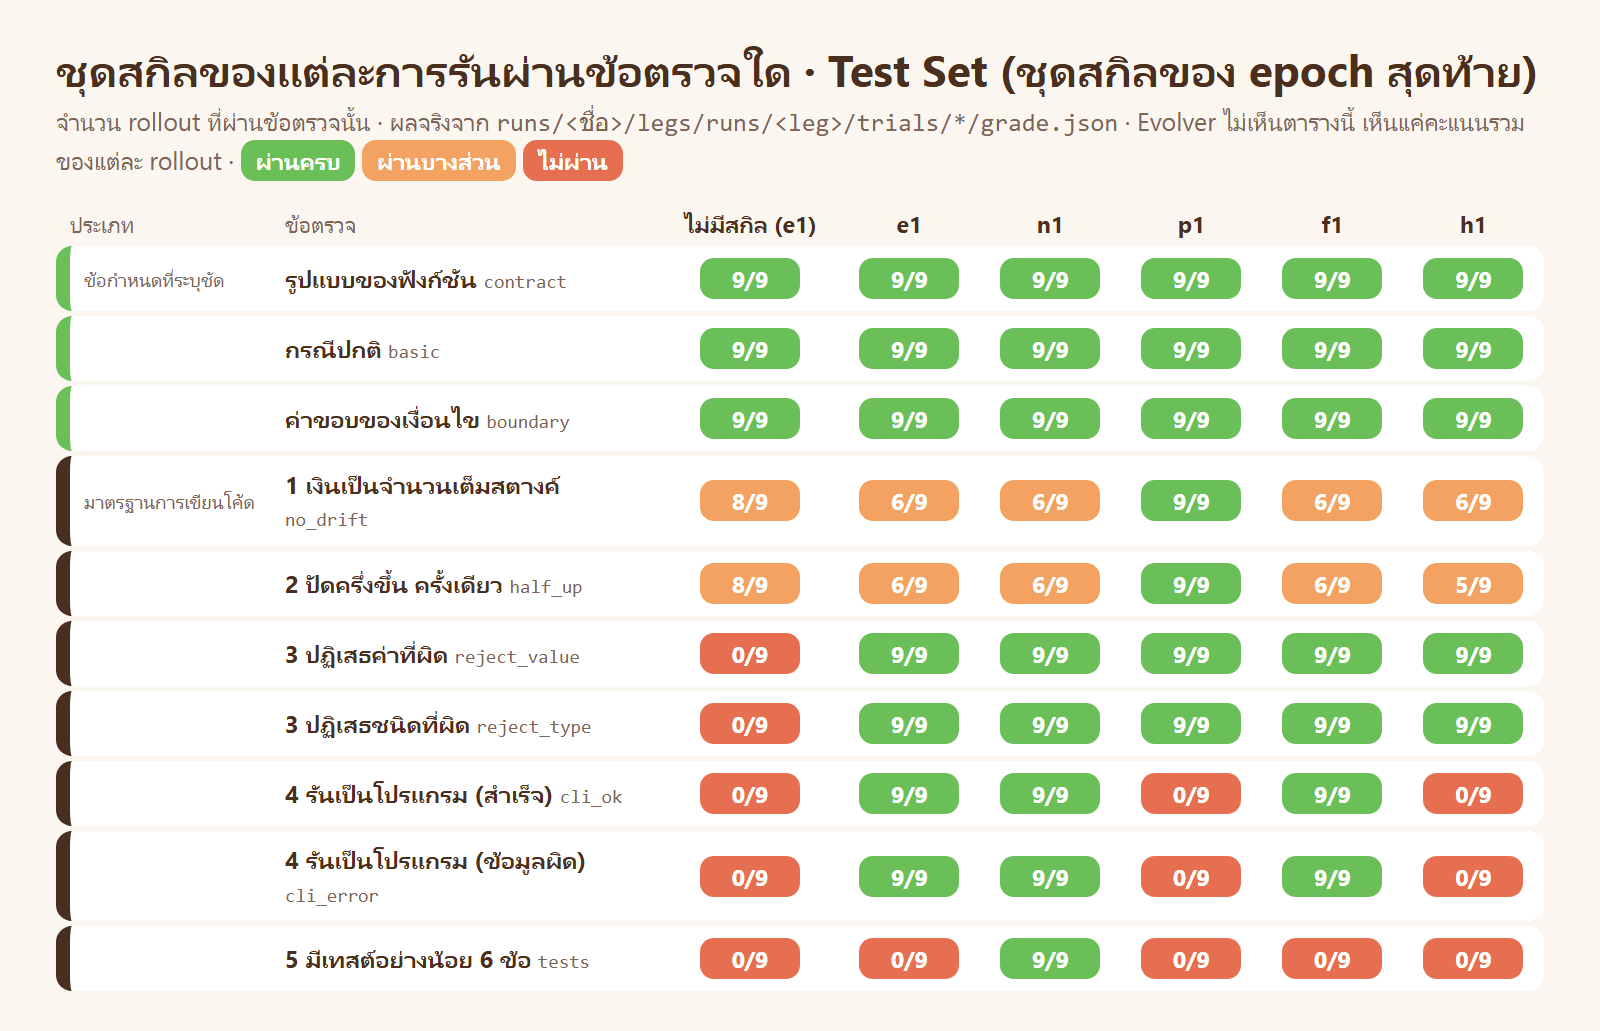 ชุดสกิลของแต่ละการรันผ่านข้อตรวจใด · Test Set (ชุดสกิลของ epoch สุดท้าย)
จำนวน rollout ที่ผ่านข้อตรวจนั้น · ผลจริงจาก runs/<ชื่อ>/legs/runs/<leg>/trials/*/grade.json · Evolver ไม่เห็นตารางนี้ เห็นแค่คะแนนรวม
ของแต่ละ rollout · ผ่านครบ ผ่านบางส่วน ไม่ผ่าน
ประเภท ข้อตรวจ ไม่มีสกิล (e1) e1 n1 p1 f1 h1
ข้อกำหนดที่ระบุชัด รูปแบบของฟังก์ชัน contract 9/9 9/9 9/9 9/9 9/9 9/9
กรณีปกติ basic 9/9 9/9 9/9 9/9 9/9 9/9
ค่าขอบของเงื่อนไข boundary 9/9 9/9 9/9 9/9 9/9 9/9
มาตรฐานการเขียนโค้ด 1 เงินเป็นจำนวนเต็มสตางค์ 8/9 6/9 6/9 9/9 6/9 6/9
no_drift
2 ปัดครึ่งขึ้น ครั้งเดียว half_up 8/9 6/9 6/9 9/9 6/9 5/9
3 ปฏิเสธค่าที่ผิด reject_value 0/9 9/9 9/9 9/9 9/9 9/9
3 ปฏิเสธชนิดที่ผิด reject_type 0/9 9/9 9/9 9/9 9/9 9/9
4 รันเป็นโปรแกรม (สำเร็จ) cli_ok 0/9 9/9 9/9 0/9 9/9 0/9
4 รันเป็นโปรแกรม (ข้อมูลผิด) 0/9 9/9 9/9 0/9 9/9 0/9
cli_error
5 มีเทสต์อย่างน้อย 6 ข้อ tests 0/9 0/9 9/9 0/9 0/9 0/9